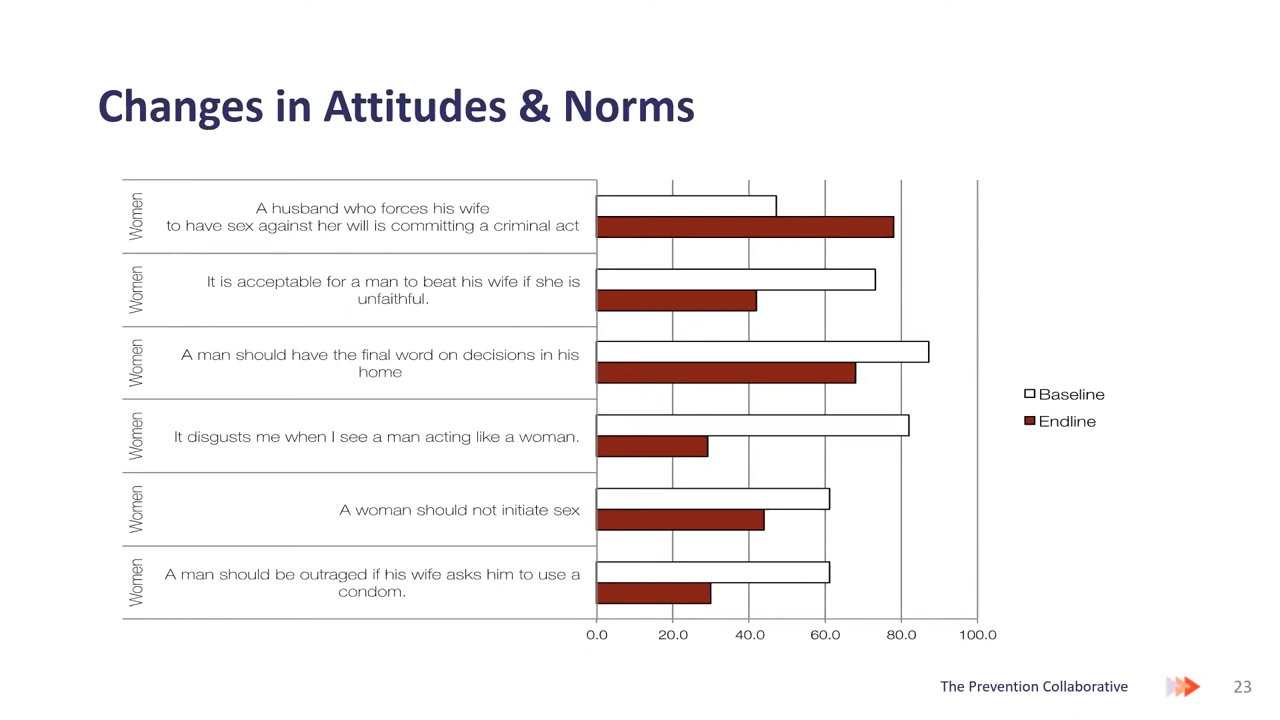 Changes in Attitudes & Norms
Women
A husband who forces his wife
to have sex against her will is committing a criminal act
Women
It is acceptable for a man to beat his wife if she is
unfaithful.
Women
A man should have the final word on decisions in his
home
Women
It disgusts me when I see a man acting like a woman.
Women
A woman should not initiate sex
Women
A man should be outraged if his wife asks him to use a
condom.
0.0 20.0 40.0 60.0 80.0 100.0
Baseline
Endline
The Prevention Collaborative
23